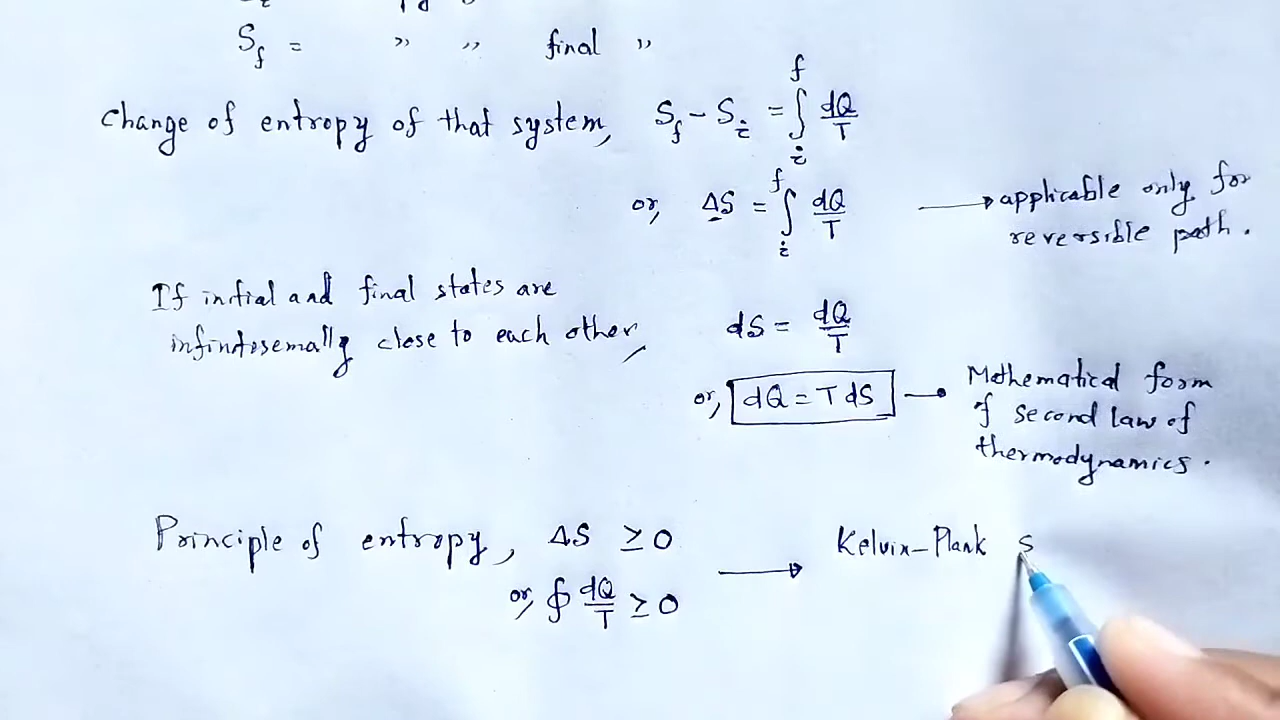 S_f = ,, ,, final ,,
Change of entropy of that system, S_f - S_i = ∫_i^f dQ/T
or, ΔS = ∫_i^f dQ/T → applicable only for
reversible path.
If initial and final states are
infinitesemally close to each other, dS = dQ/T
or, dQ = T dS → Mathematical form
of second law of
thermodynamics.
Principle of entropy, ΔS ≥ 0
or, ∮ dQ/T ≥ 0 → Kelvin-Plank S